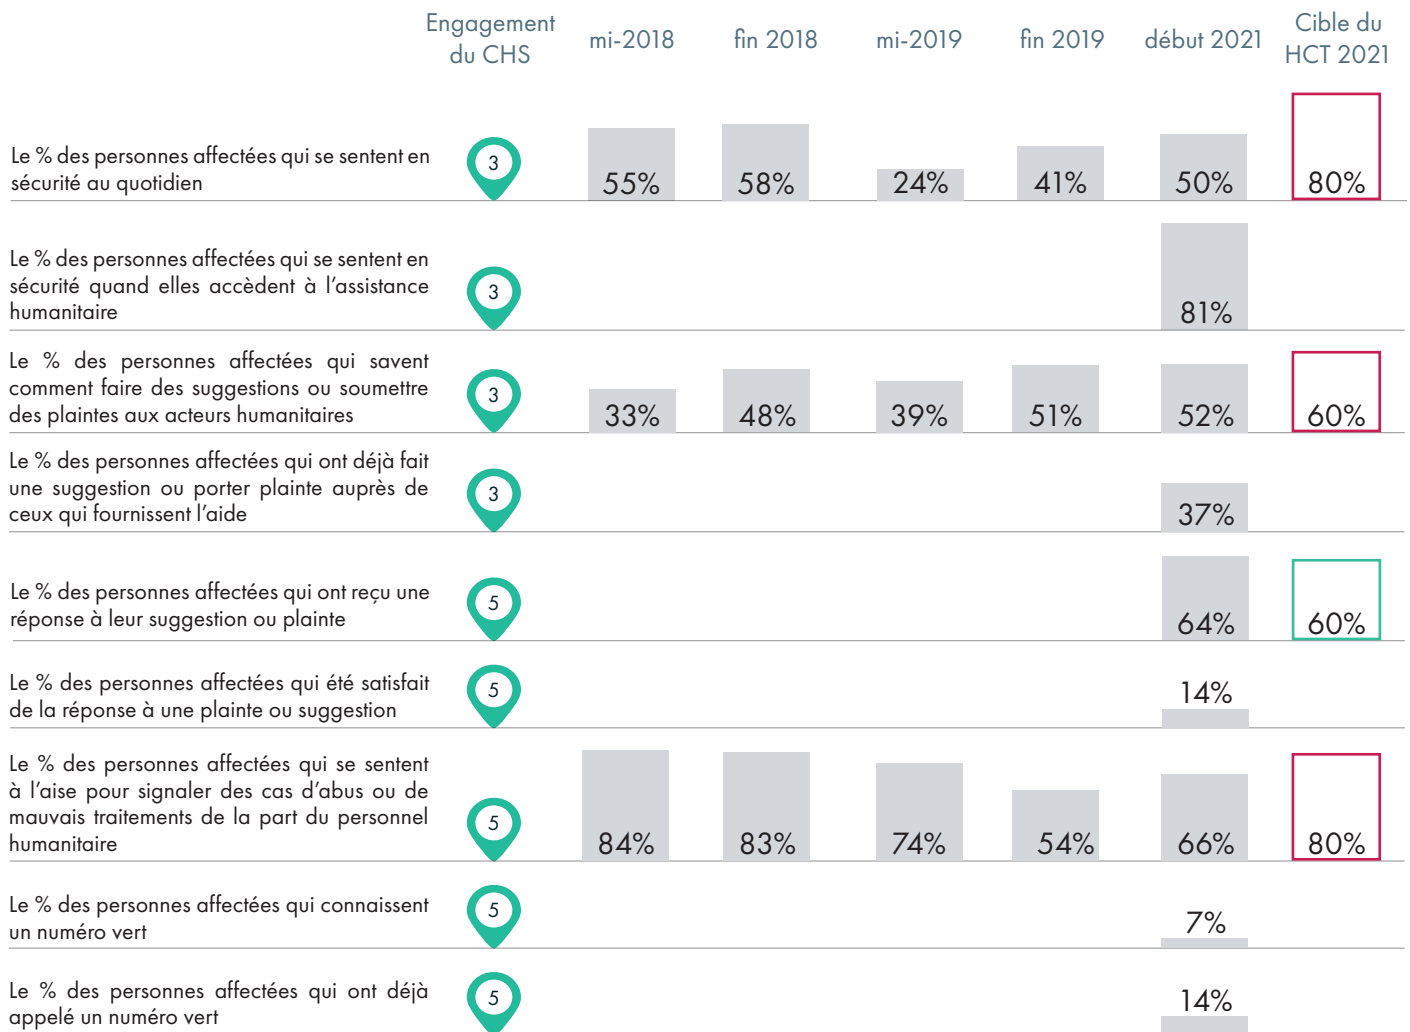 Engagement
du CHS
mi-2018
fin 2018
mi-2019
fin 2019
début 2021
Cible du
HCT 2021
Le % des personnes affectées qui se sentent en
sécurité au quotidien
3
55%
58%
24%
41%
50%
80%
Le % des personnes affectées qui se sentent en
sécurité quand elles accèdent à l’assistance
humanitaire
3
81%
Le % des personnes affectées qui savent
comment faire des suggestions ou soumettre
des plaintes aux acteurs humanitaires
3
33%
48%
39%
51%
52%
60%
Le % des personnes affectées qui ont déjà fait
une suggestion ou porter plainte auprès de
ceux qui fournissent l’aide
3
37%
Le % des personnes affectées qui ont reçu une
réponse à leur suggestion ou plainte
5
64%
60%
Le % des personnes affectées qui été satisfait
de la réponse à une plainte ou suggestion
5
14%
Le % des personnes affectées qui se sentent
à l’aise pour signaler des cas d’abus ou de
mauvais traitements de la part du personnel
humanitaire
5
84%
83%
74%
54%
66%
80%
Le % des personnes affectées qui connaissent
un numéro vert
5
7%
Le % des personnes affectées qui ont déjà
appelé un numéro vert
5
14%